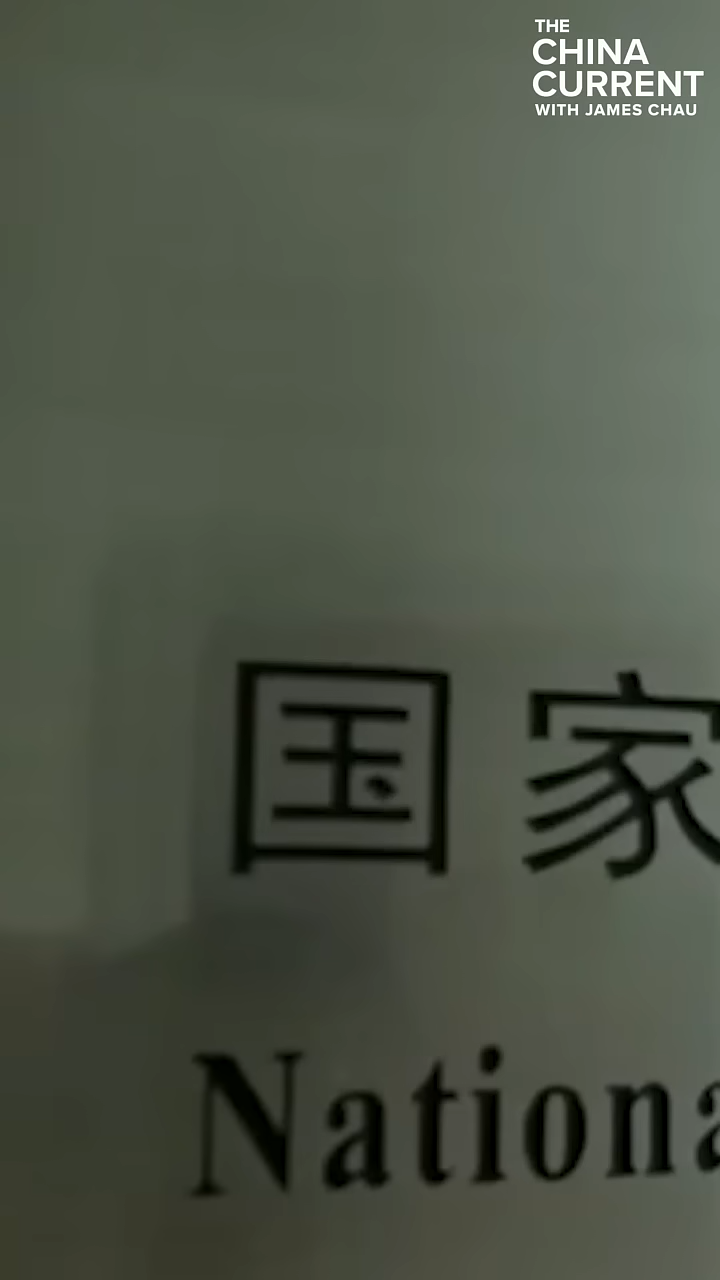 THE
CHINA
CURRENT
WITH JAMES CHAU
国家
Nationa